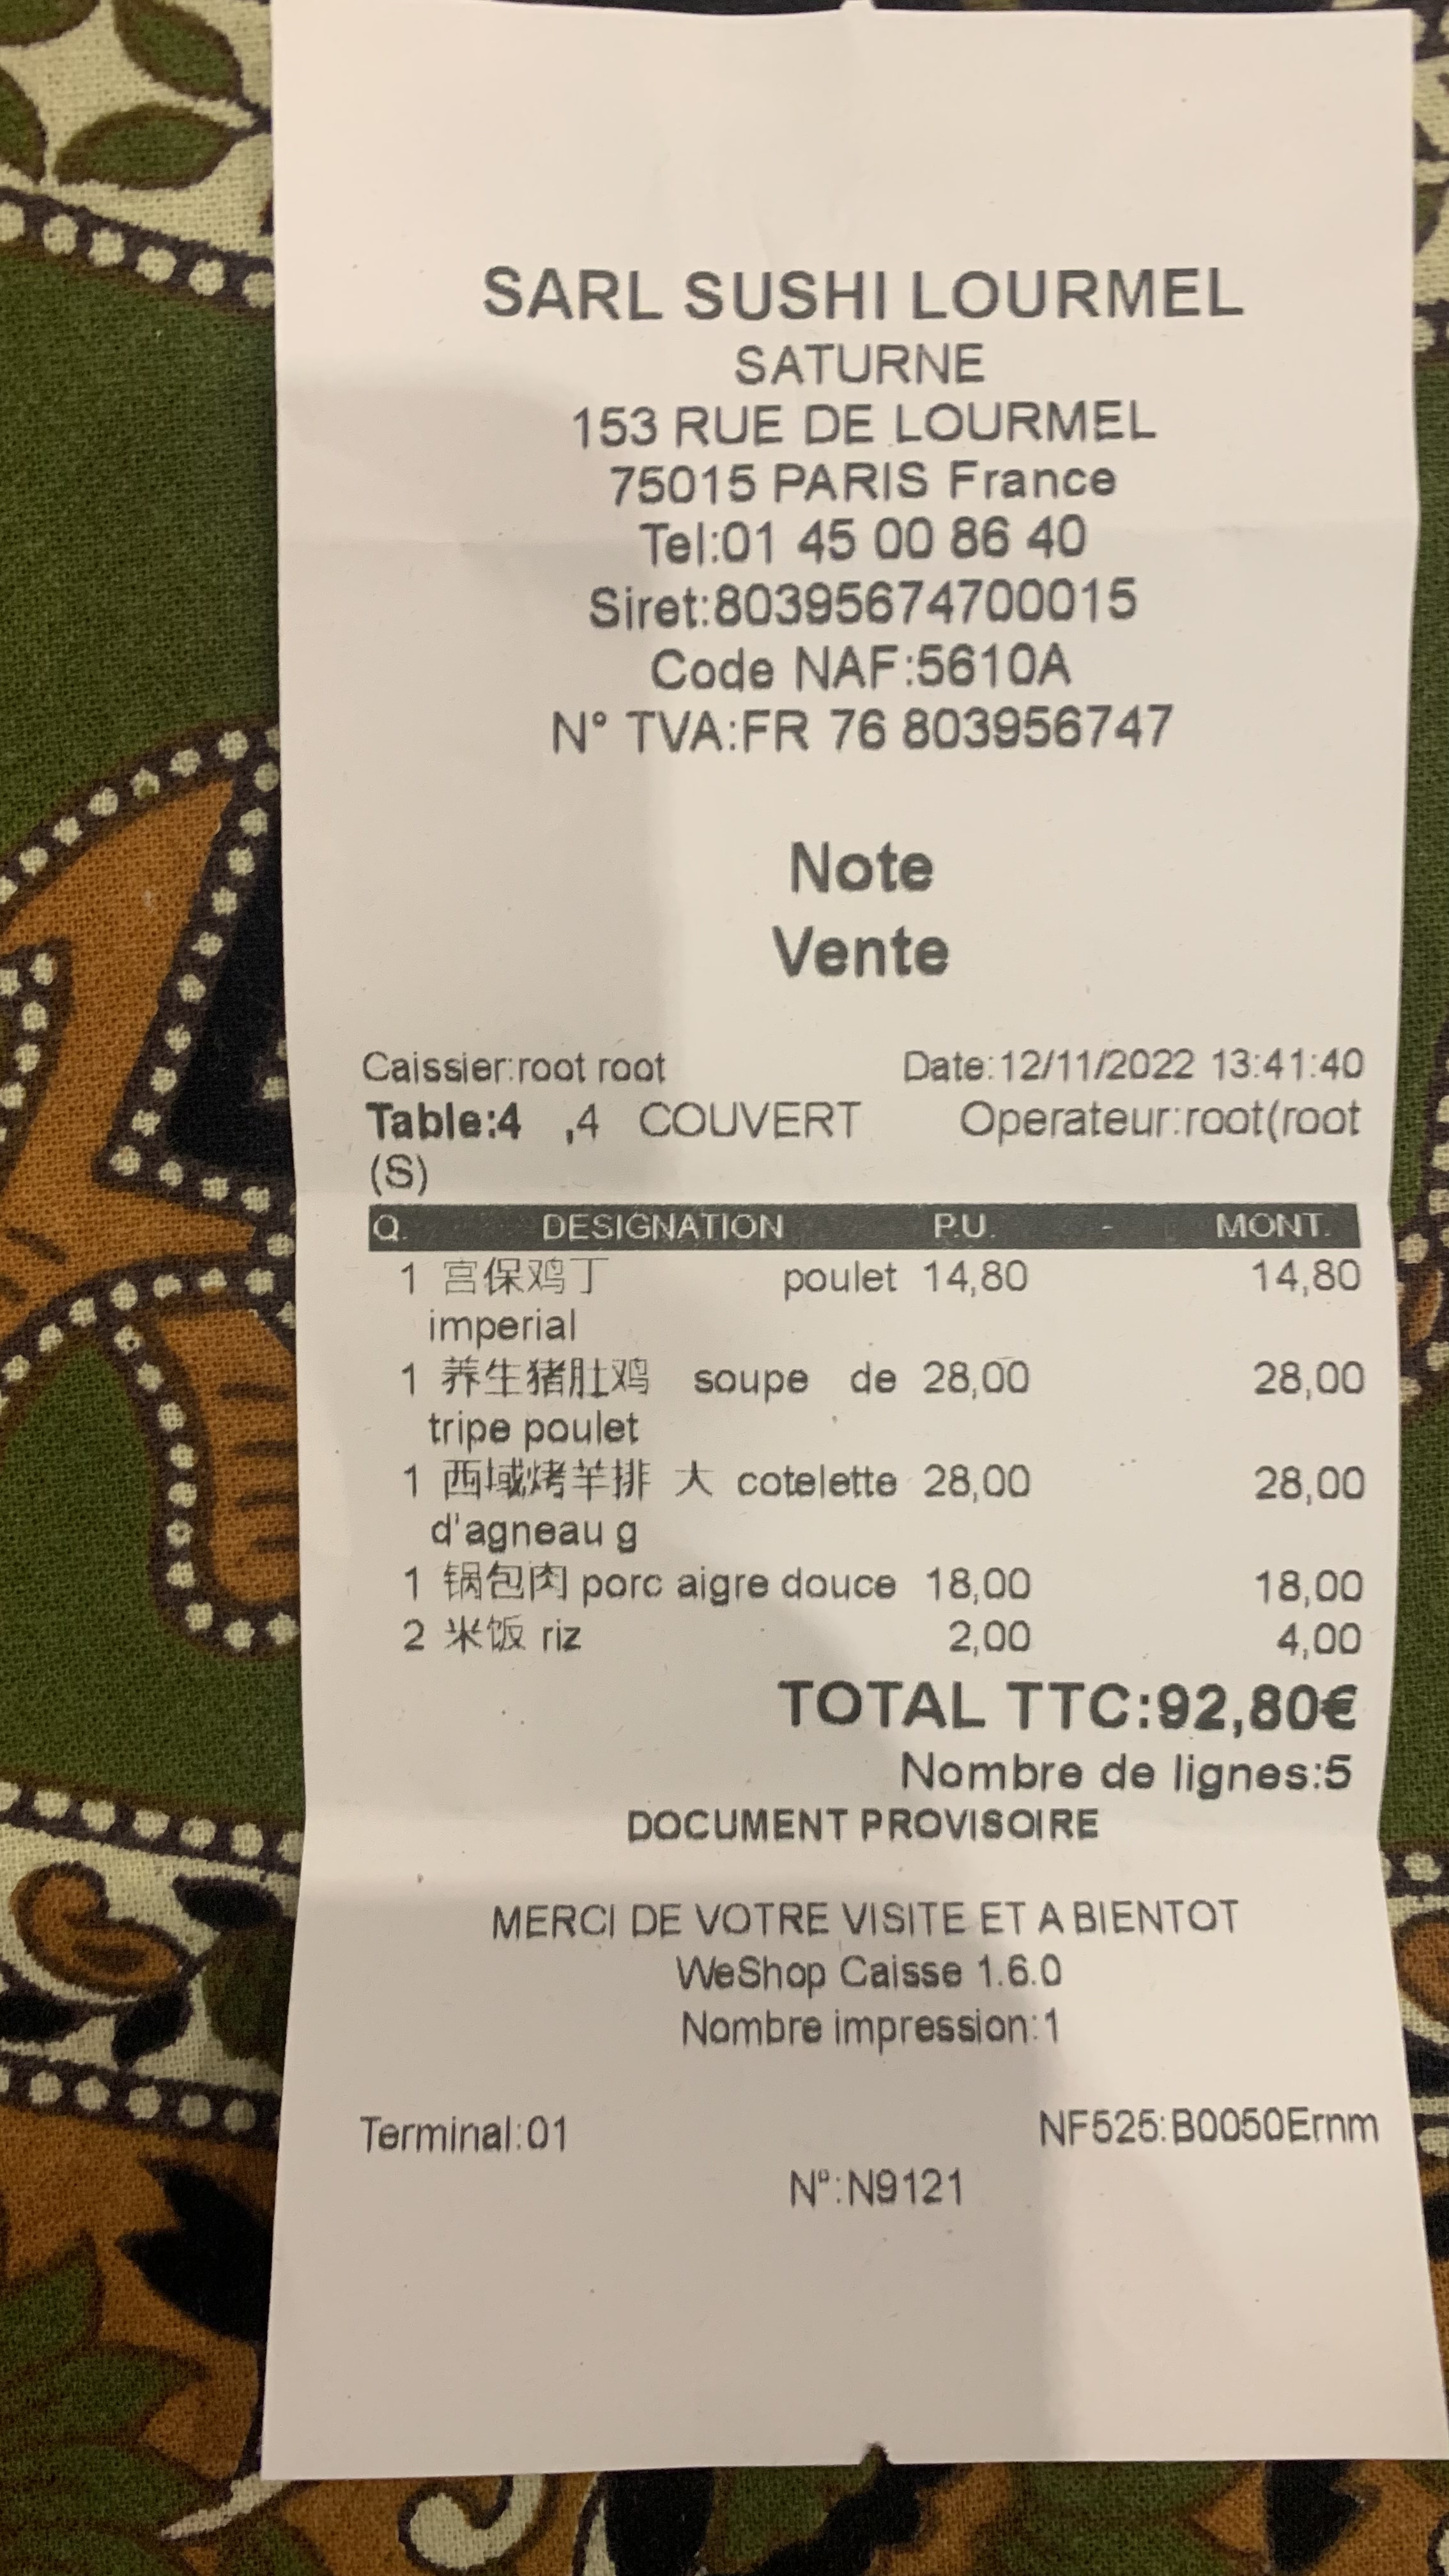 SARL SUSHI LOURMEL
SATURNE
153 RUE DE LOURMEL
75015 PARIS France
Tel:01 45 00 86 40
Siret:80395674700015
Code NAF:5610A
N° TVA:FR 76 803956747
Note
Vente
Caissier:root root Date:12/11/2022 13:41:40
Table:4 ,4 COUVERT Operateur:root(root
(S)
Q. DESIGNATION P.U. - MONT.
1 宫保鸡丁 poulet 14,80 14,80
imperial
1 养生猪肚鸡 soupe de 28,00 28,00
tripe poulet
1 西域烤羊排 大 cotelette 28,00 28,00
d'agneau g
1 锅包肉 porc aigre douce 18,00 18,00
2 米饭 riz 2,00 4,00
TOTAL TTC:92,80€
Nombre de lignes:5
DOCUMENT PROVISOIRE
MERCI DE VOTRE VISITE ET A BIENTOT
WeShop Caisse 1.6.0
Nombre impression:1
Terminal:01 NF525:B0050Ernm
N°:N9121